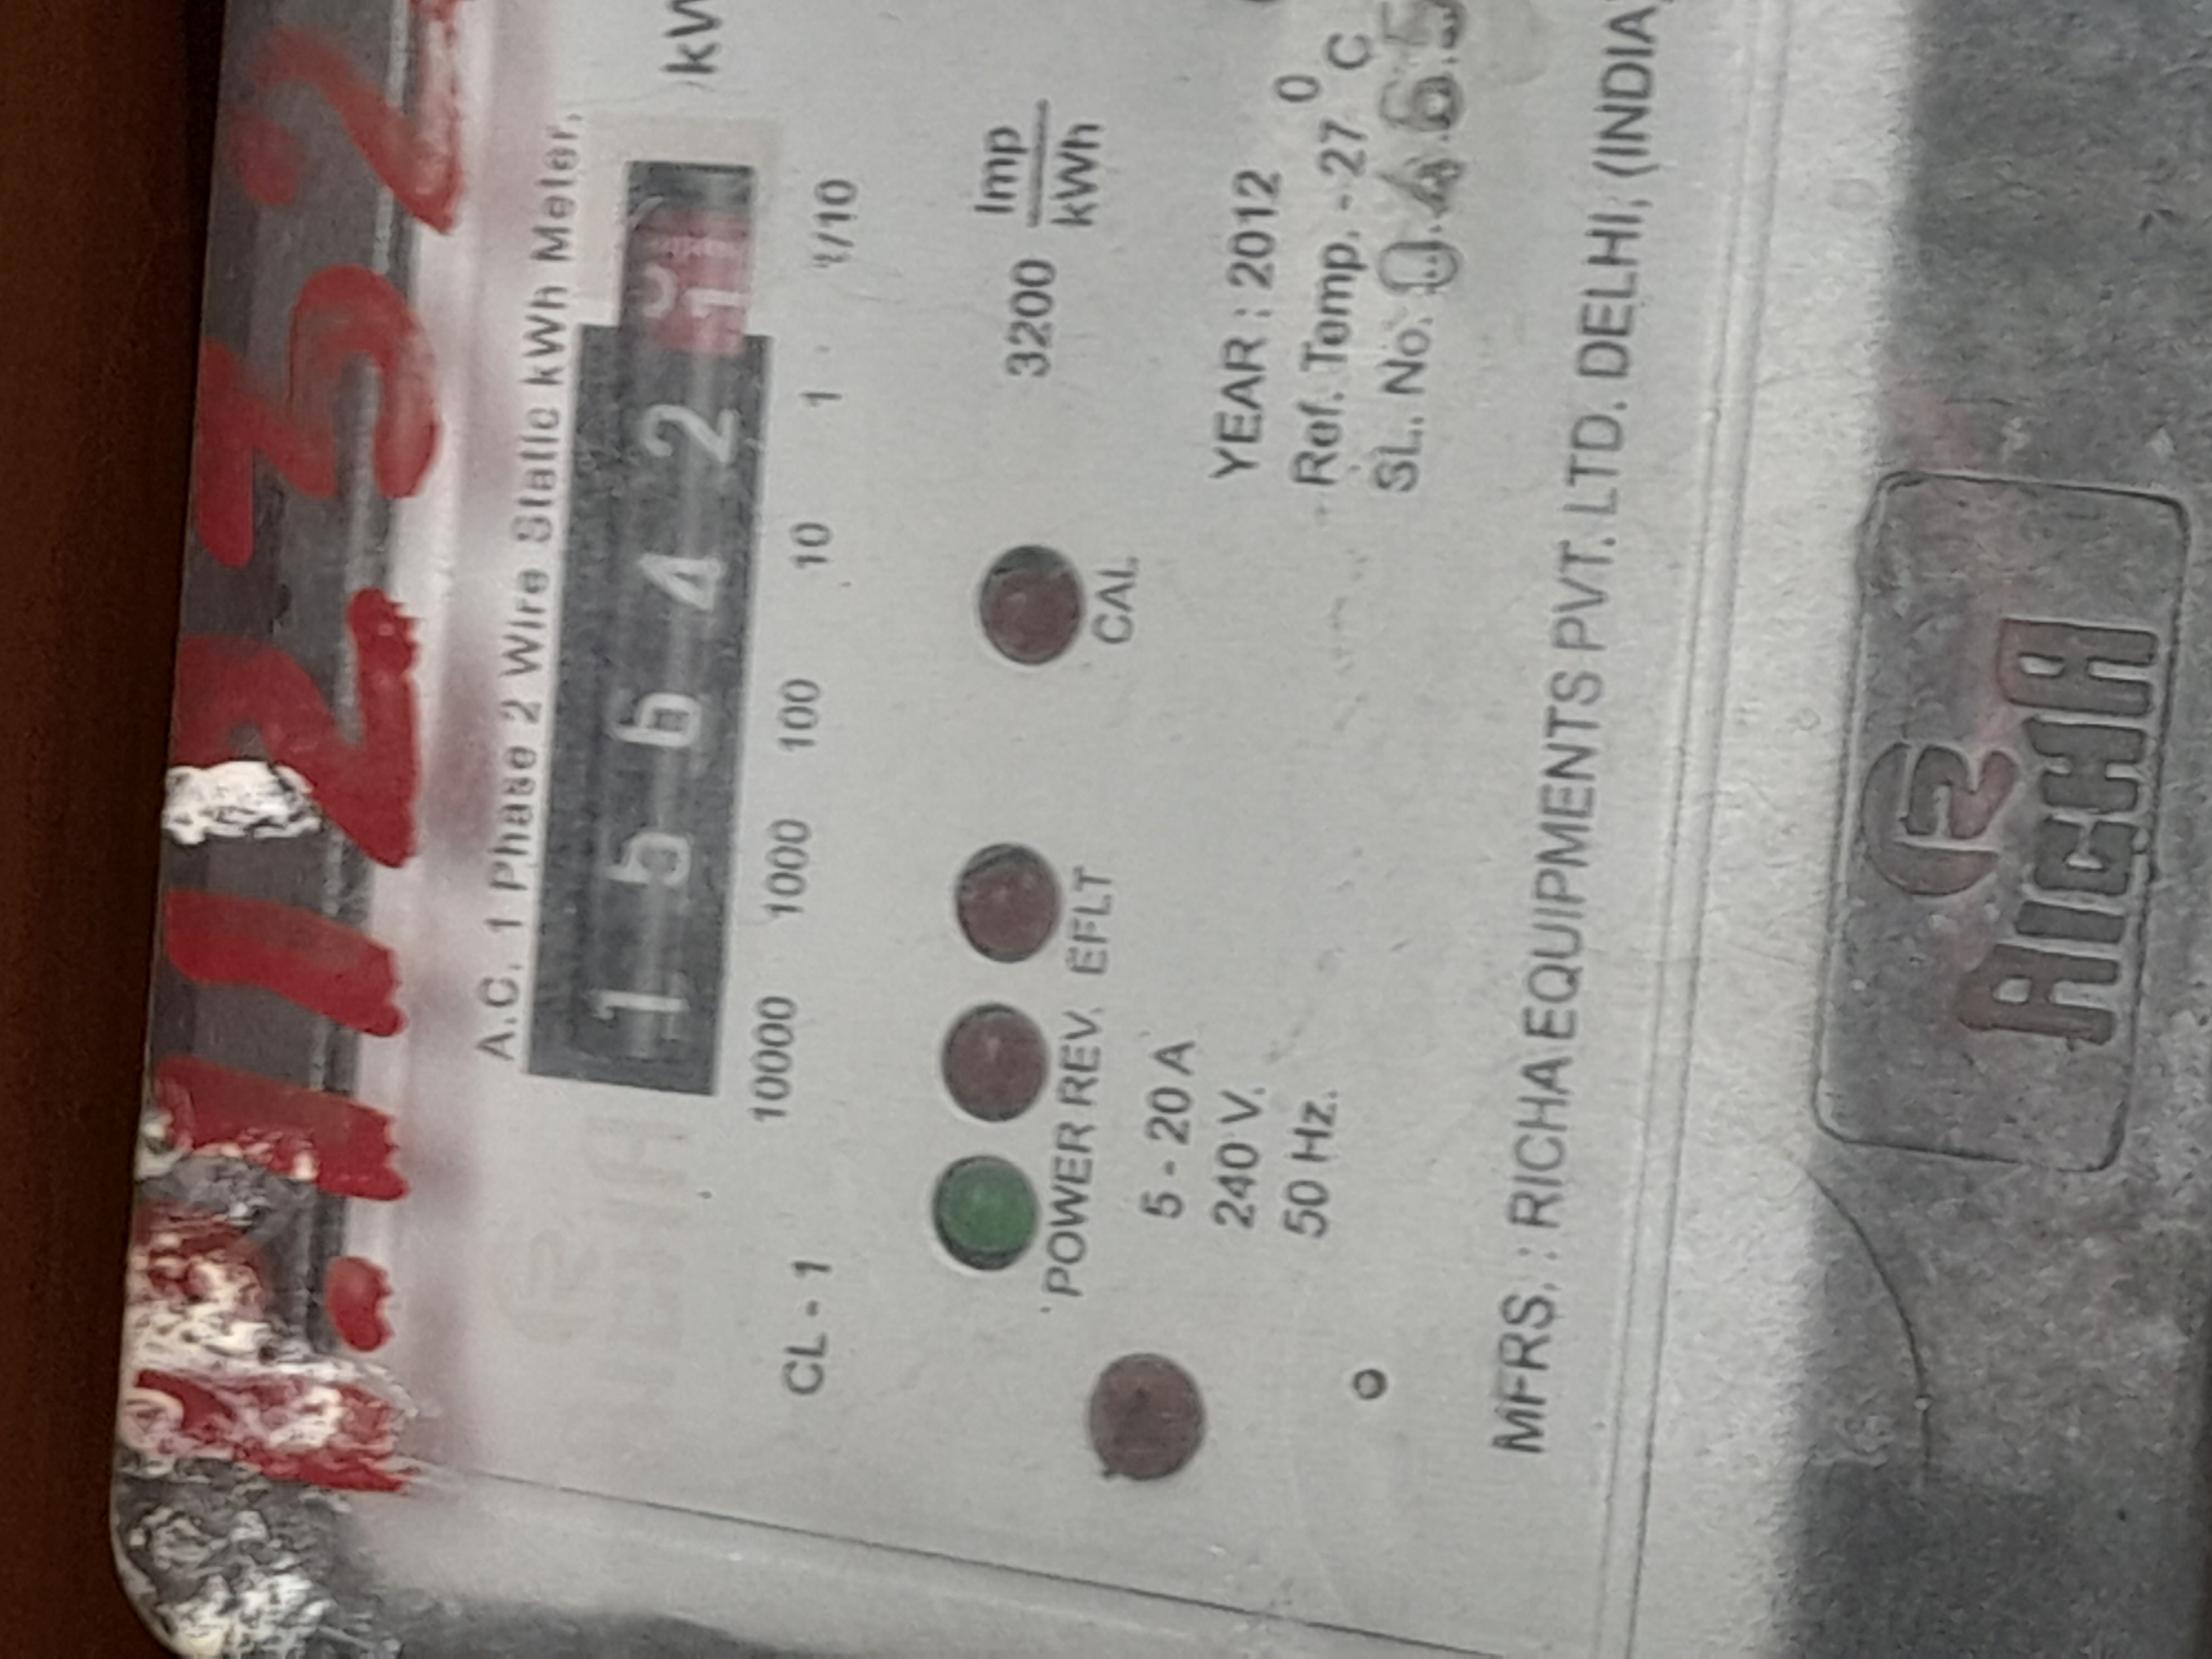 112332
A.C. 1 Phase 2 Wire Static kWh Meter.
1 5 6 4 2
kW
10000 1000 100 10 1 1/10
CL - 1
3200 Imp
kWh
POWER REV. EFLT CAL
5 - 20 A
240 V.
50 Hz.
YEAR : 2012
Ref. Temp. - 27 0 C
SL. No.
MFRS. : RICHA EQUIPMENTS PVT. LTD. DELHI, (INDIA)
RICHA